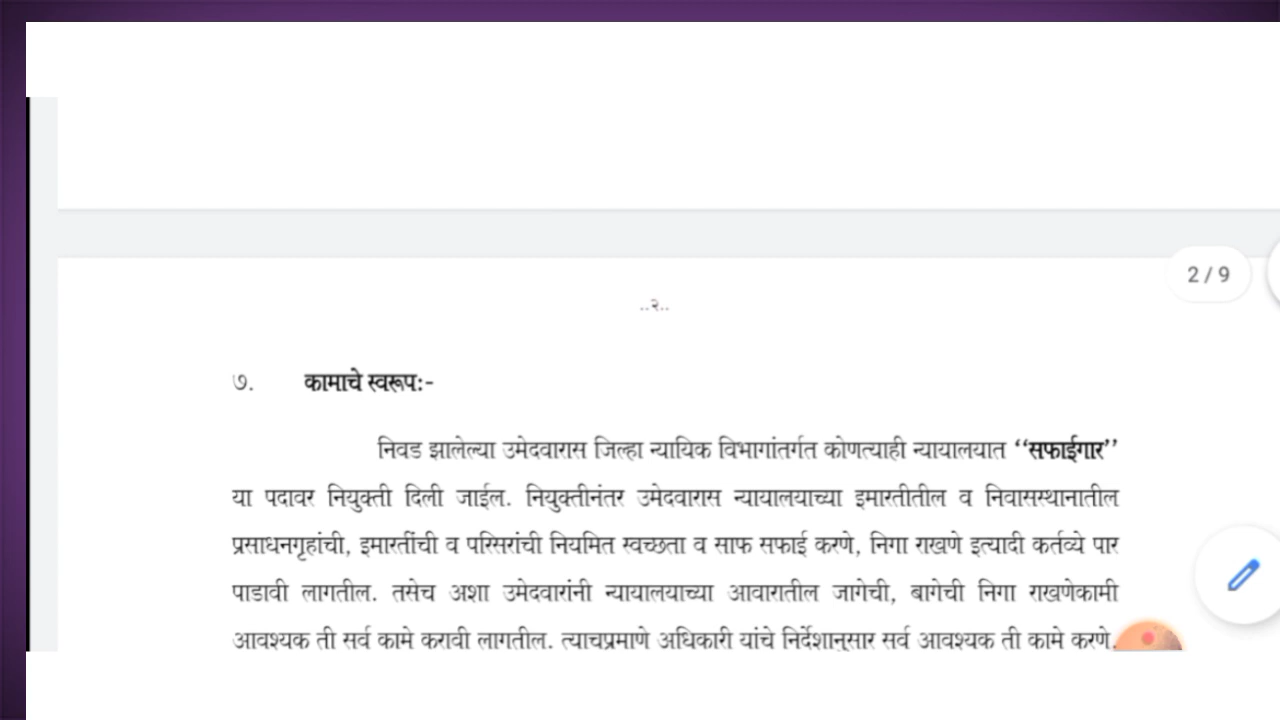 2 / 9
..२..
७. कामाचे स्वरूप:-
निवड झालेल्या उमेदवारास जिल्हा न्यायिक विभागांतर्गत कोणत्याही न्यायालयात ‘‘सफाईगार’’
या पदावर नियुक्ती दिली जाईल. नियुक्तीनंतर उमेदवारास न्यायालयाच्या इमारतीतील व निवासस्थानातील
प्रसाधनगृहांची, इमारतींची व परिसरांची नियमित स्वच्छता व साफ सफाई करणे, निगा राखणे इत्यादी कर्तव्ये पार
पाडावी लागतील. तसेच अशा उमेदवारांनी न्यायालयाच्या आवारातील जागेची, बागेची निगा राखणेकामी
आवश्यक ती सर्व कामे करावी लागतील. त्याचप्रमाणे अधिकारी यांचे निर्देशानुसार सर्व आवश्यक ती कामे करणे.